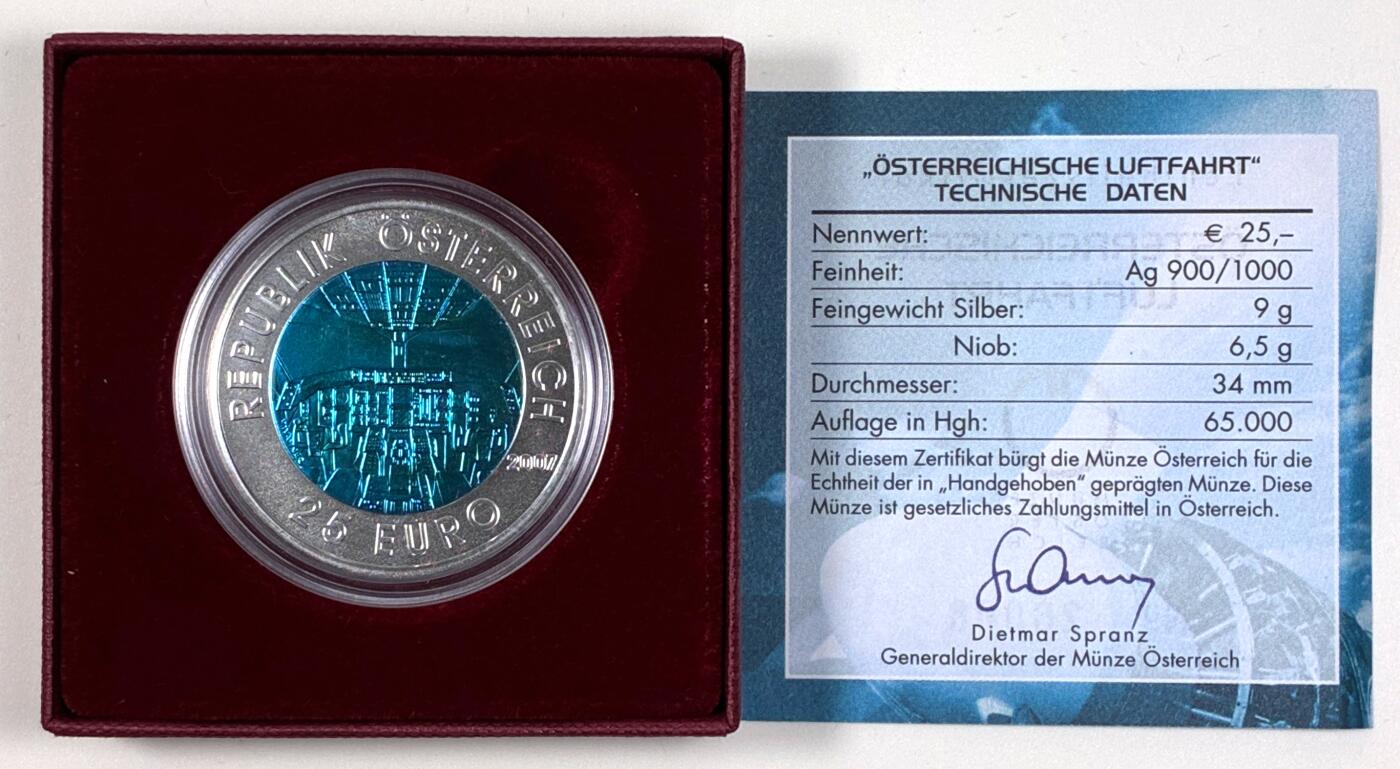 REPUBLIK ÖSTERREICH
2007
25 EURO
„ÖSTERREICHISCHE LUFTFAHRT“
TECHNISCHE DATEN
Nennwert: € 25,–
Feinheit: Ag 900/1000
Feingewicht Silber: 9 g
Niob: 6,5 g
Durchmesser: 34 mm
Auflage in Hgh: 65.000
Mit diesem Zertifikat bürgt die Münze Österreich für die
Echtheit der in „Handgehoben“ geprägten Münze. Diese
Münze ist gesetzliches Zahlungsmittel in Österreich.
Dietmar Spranz
Generaldirektor der Münze Österreich